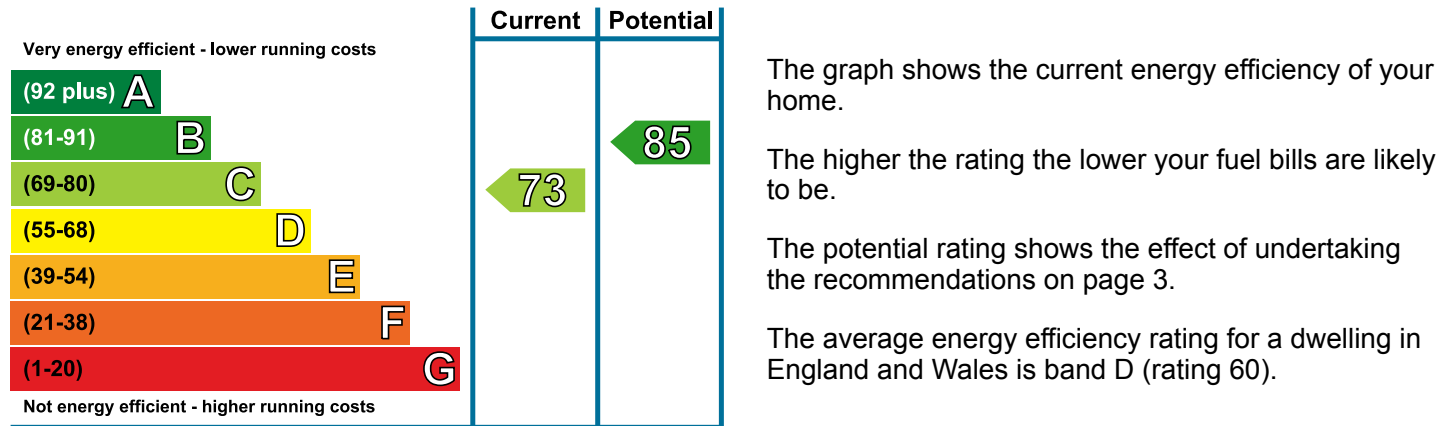 Current Potential
Very energy efficient - lower running costs
(92 plus) A
(81-91) B
85
(69-80) C
73
(55-68) D
(39-54) E
(21-38) F
(1-20) G
Not energy efficient - higher running costs
The graph shows the current energy efficiency of your
home.
The higher the rating the lower your fuel bills are likely
to be.
The potential rating shows the effect of undertaking
the recommendations on page 3.
The average energy efficiency rating for a dwelling in
England and Wales is band D (rating 60).